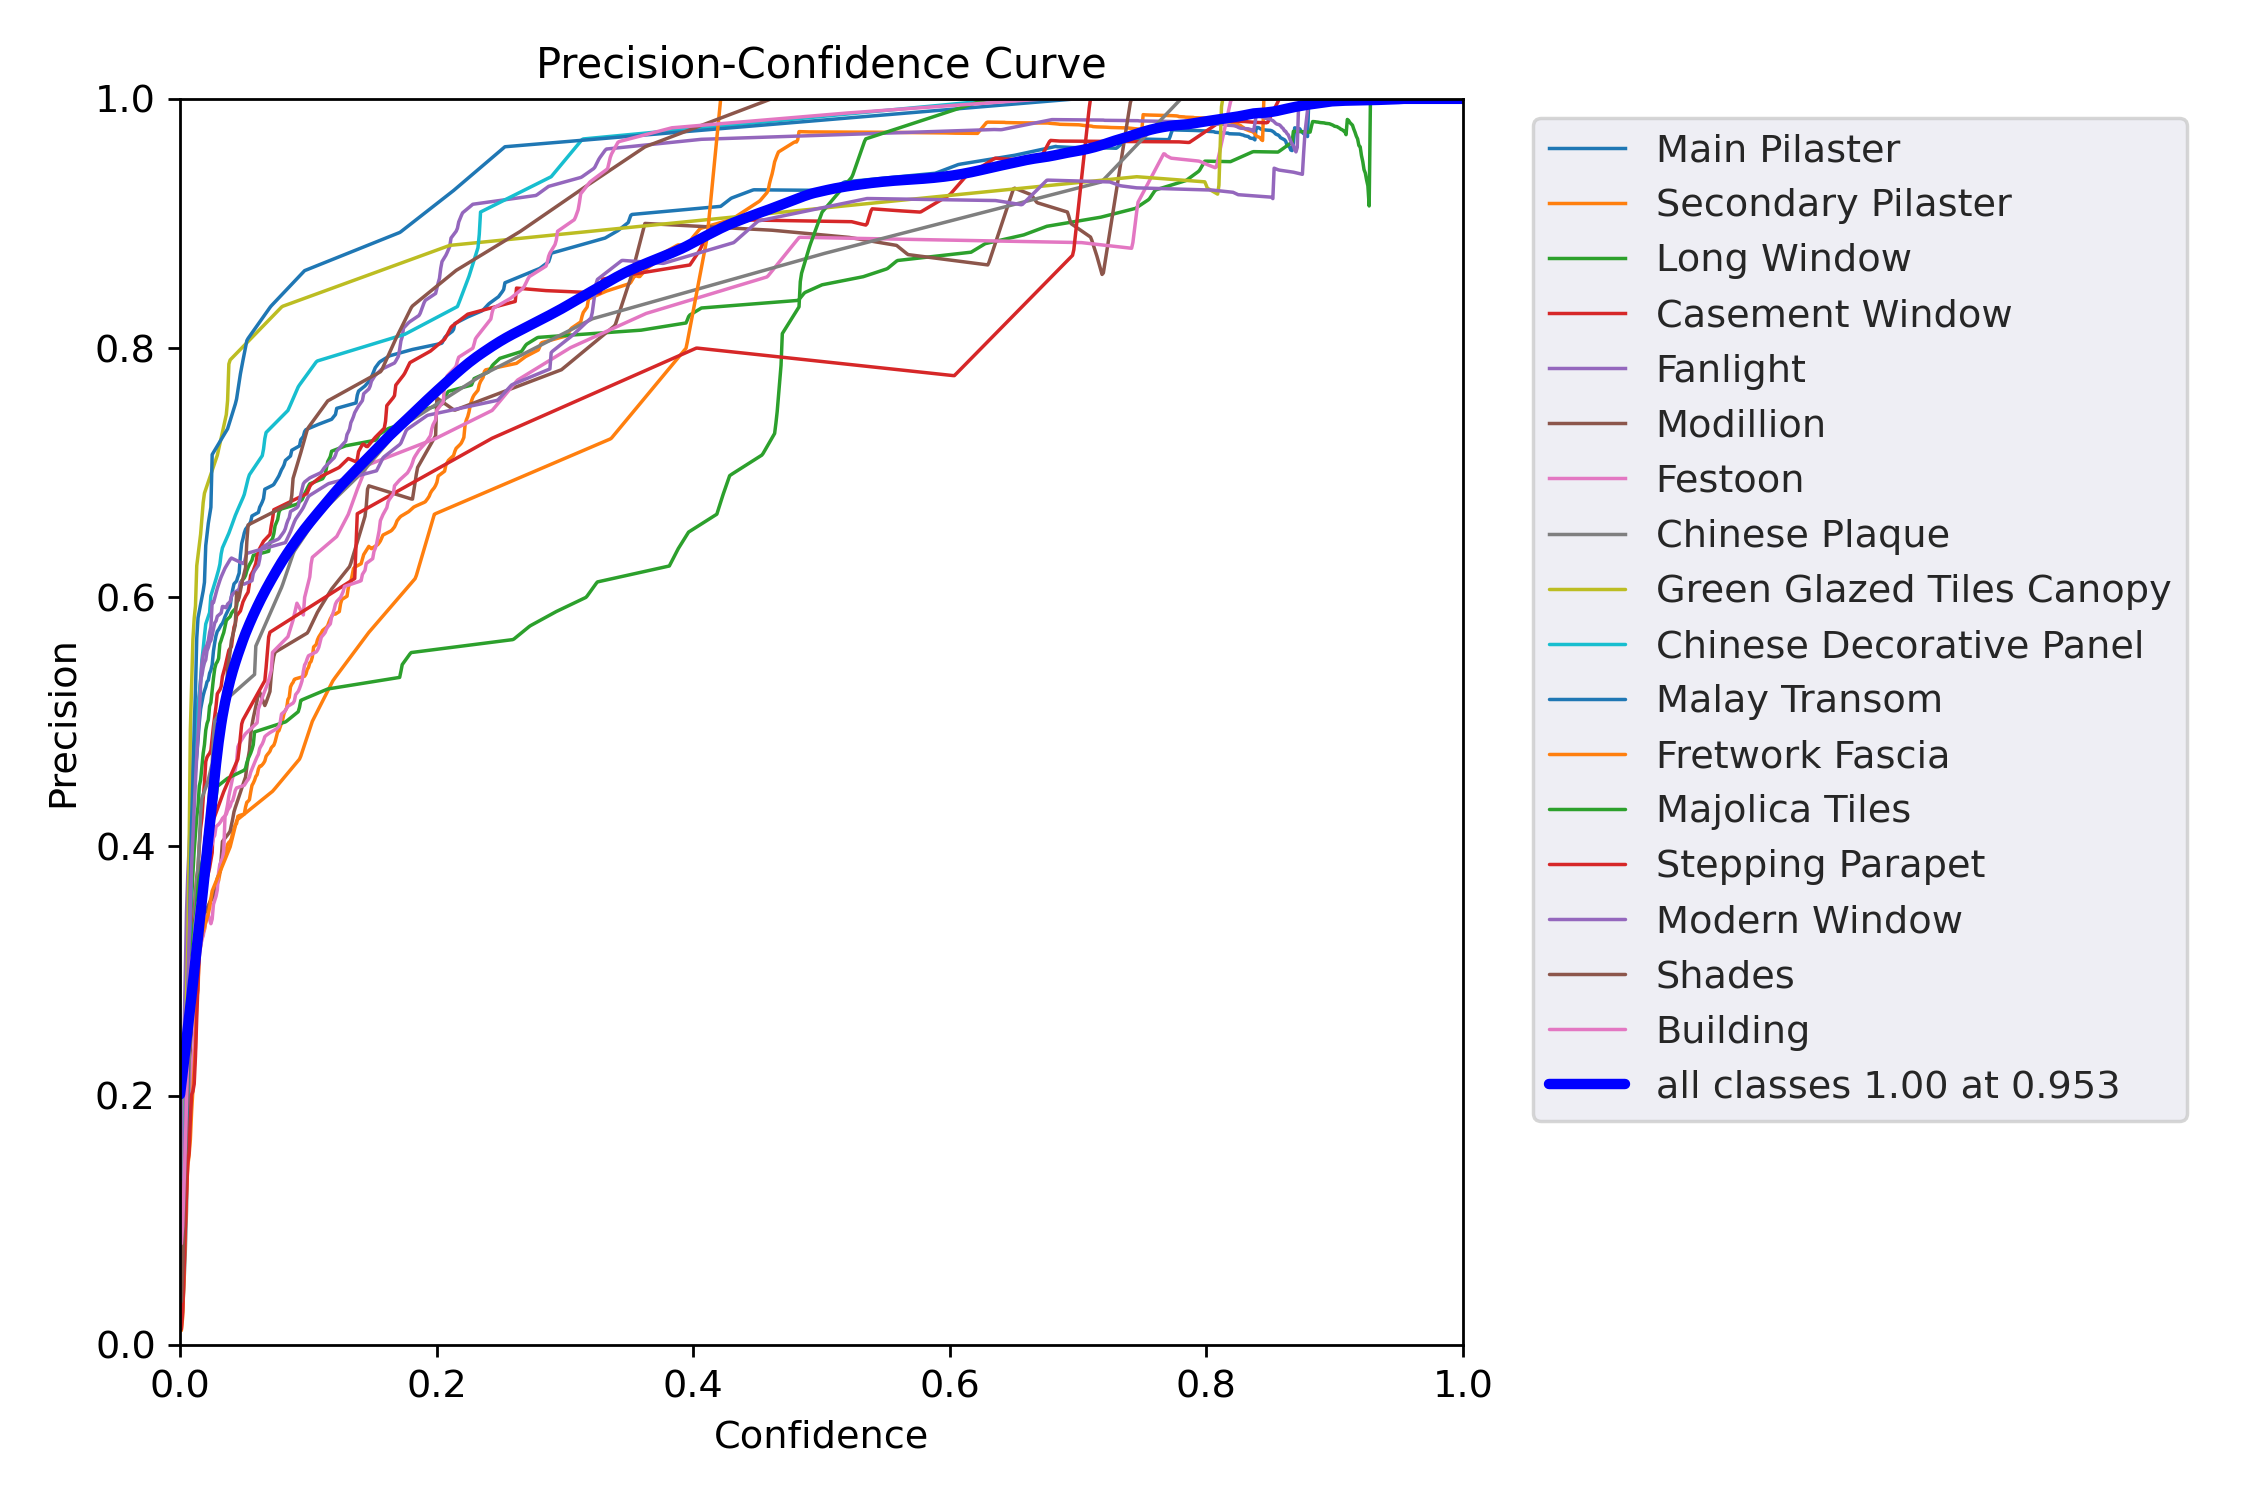 Precision-Confidence Curve
1.0
0.8
0.6
0.4
0.2
0.0
Precision
0.0 0.2 0.4 0.6 0.8 1.0
Confidence
Main Pilaster
Secondary Pilaster
Long Window
Casement Window
Fanlight
Modillion
Festoon
Chinese Plaque
Green Glazed Tiles Canopy
Chinese Decorative Panel
Malay Transom
Fretwork Fascia
Majolica Tiles
Stepping Parapet
Modern Window
Shades
Building
all classes 1.00 at 0.953